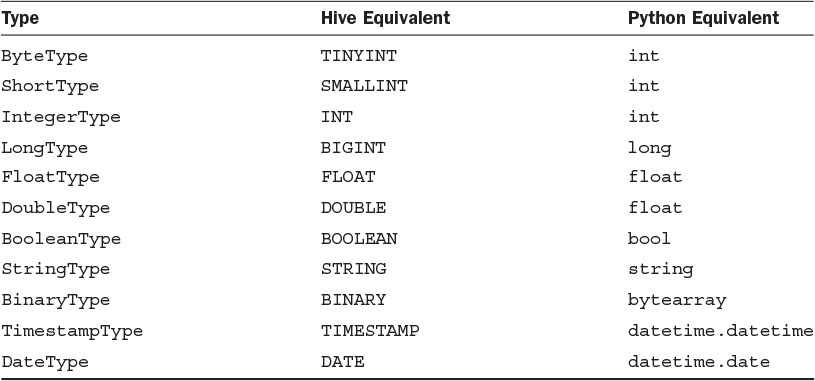 Type Hive Equivalent Python Equivalent
ByteType TINYINT int
ShortType SMALLINT int
IntegerType INT int
LongType BIGINT long
FloatType FLOAT float
DoubleType DOUBLE float
BooleanType BOOLEAN bool
StringType STRING string
BinaryType BINARY bytearray
TimestampType TIMESTAMP datetime.datetime
DateType DATE datetime.date